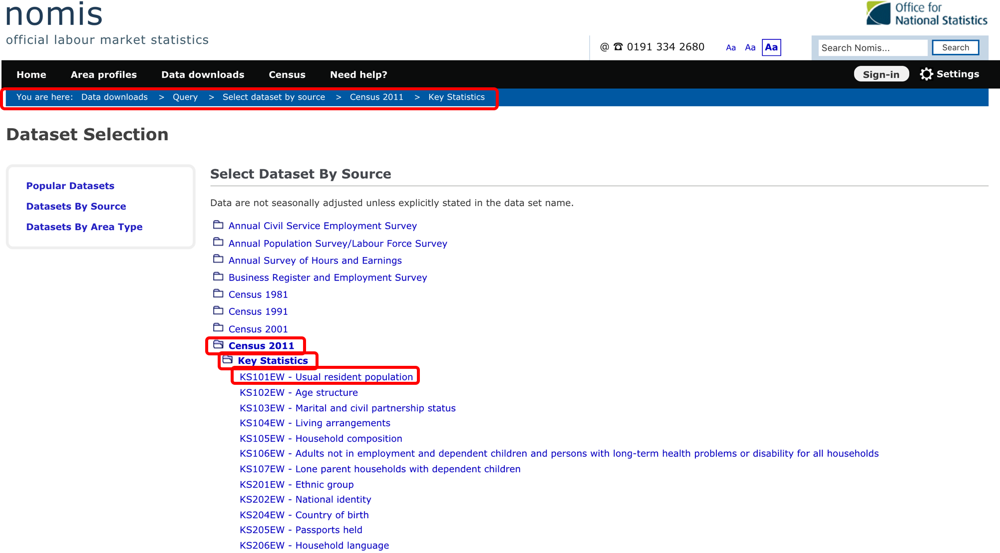 nomis
official labour market statistics
Office for
National Statistics
@ ☎ 0191 334 2680 Aa Aa Aa Search Nomis... Search
Home Area profiles Data downloads Census Need help? Sign-in Settings
You are here: Data downloads > Query > Select dataset by source > Census 2011 > Key Statistics
Dataset Selection
Popular Datasets
Datasets By Source
Datasets By Area Type
Select Dataset By Source
Data are not seasonally adjusted unless explicitly stated in the data set name.
Annual Civil Service Employment Survey
Annual Population Survey/Labour Force Survey
Annual Survey of Hours and Earnings
Business Register and Employment Survey
Census 1981
Census 1991
Census 2001
Census 2011
Key Statistics
KS101EW - Usual resident population
KS102EW - Age structure
KS103EW - Marital and civil partnership status
KS104EW - Living arrangements
KS105EW - Household composition
KS106EW - Adults not in employment and dependent children and persons with long-term health problems or disability for all households
KS107EW - Lone parent households with dependent children
KS201EW - Ethnic group
KS202EW - National identity
KS204EW - Country of birth
KS205EW - Passports held
KS206EW - Household language